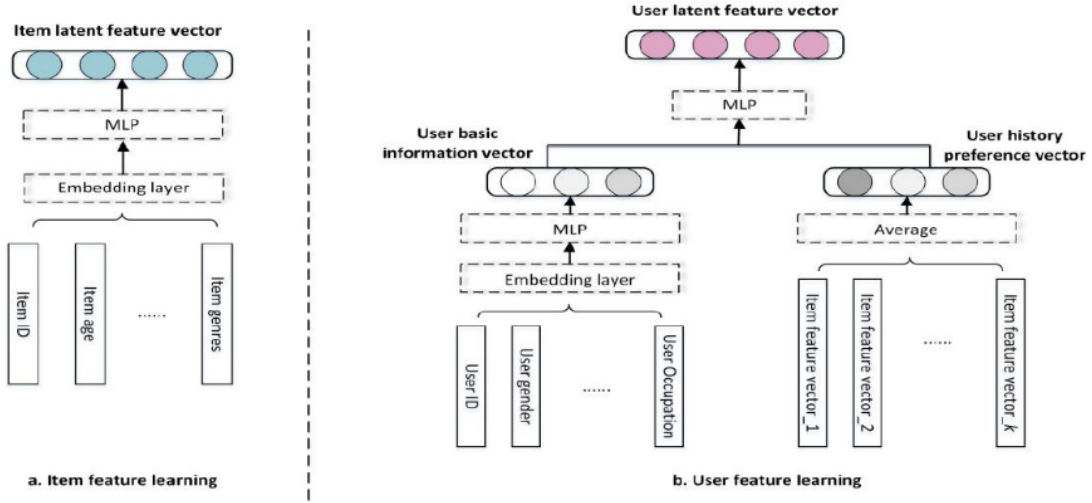 Item latent feature vector
MLP
Embedding layer
Item ID
Item age
......
Item genres
a. Item feature learning
User latent feature vector
MLP
User basic
information vector
User history
preference vector
MLP
Embedding layer
User ID
User gender
......
User Occupation
Average
Item feature vector_1
Item feature vector_2
......
Item feature vector_k
b. User feature learning